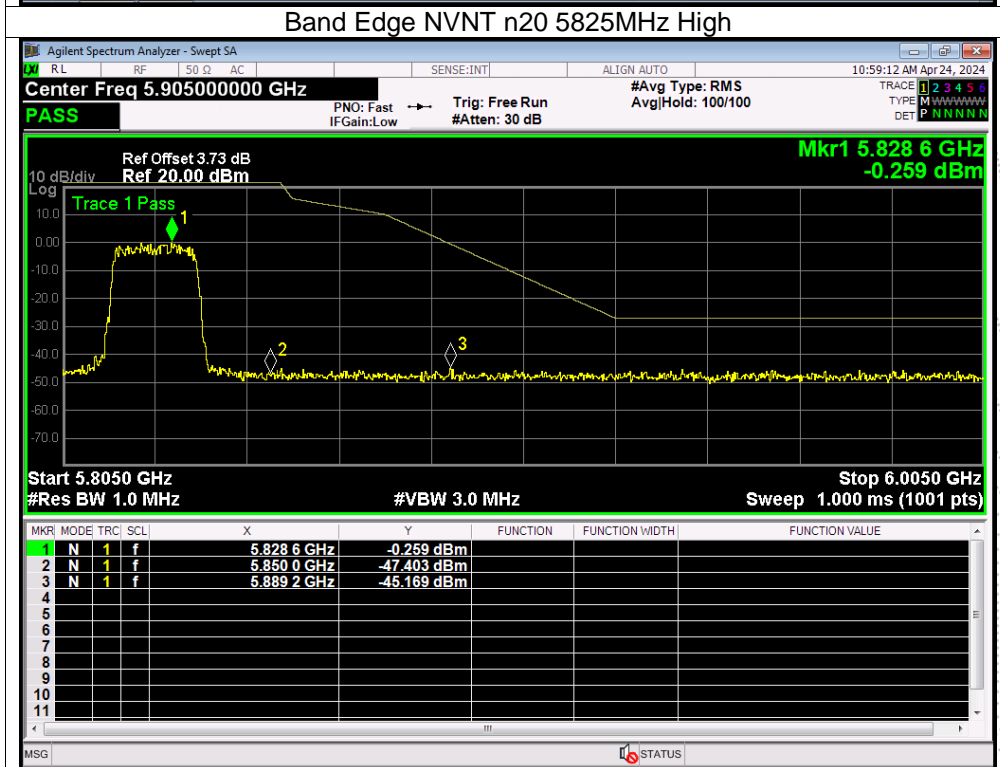 Band Edge NVNT n20 5825MHz High
Agilent Spectrum Analyzer - Swept SA
LXI RL RF 50 Ω AC SENSE:INT ALIGN AUTO 10:59:12 AM Apr 24, 2024
Center Freq 5.905000000 GHz #Avg Type: RMS TRACE 1 2 3 4 5 6
PNO: Fast Trig: Free Run Avg|Hold: 100/100 TYPE M WWWWW
PASS IFGain:Low #Atten: 30 dB DET P N N N N N
Mkr1 5.828 6 GHz
Ref Offset 3.73 dB
10 dB/div Ref 20.00 dBm -0.259 dBm
Log
Trace 1 Pass
10.0
1
0.00
-10.0
-20.0
-30.0
-40.0
2
3
-50.0
-60.0
-70.0
Start 5.8050 GHz Stop 6.0050 GHz
#Res BW 1.0 MHz #VBW 3.0 MHz Sweep 1.000 ms (1001 pts)
MKR MODE TRC SCL X Y FUNCTION FUNCTION WIDTH FUNCTION VALUE
1 N 1 f 5.828 6 GHz -0.259 dBm
2 N 1 f 5.850 0 GHz -47.403 dBm
3 N 1 f 5.889 2 GHz -45.169 dBm
4
5
6
7
8
9
10
11
MSG STATUS